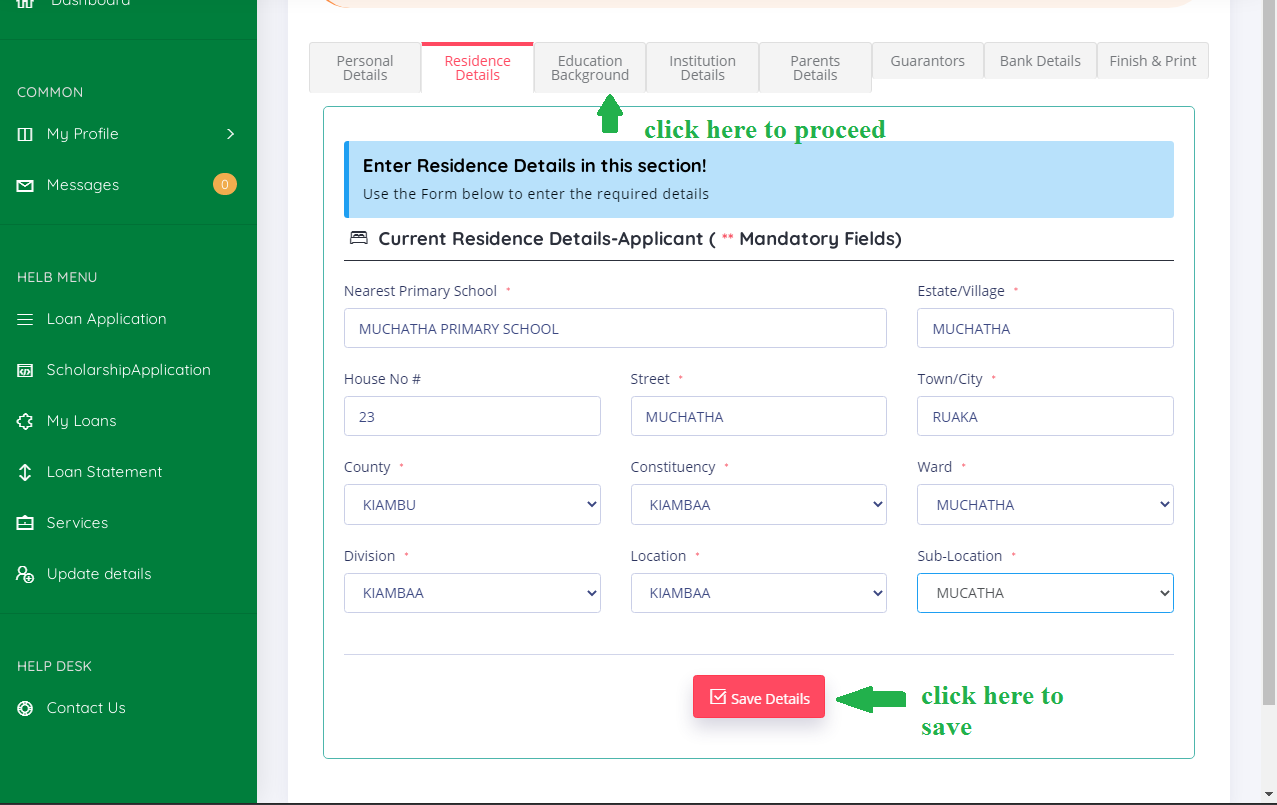 Dashboard
COMMON
My Profile
Messages
0
HELB MENU
Loan Application
ScholarshipApplication
My Loans
Loan Statement
Services
Update details
HELP DESK
Contact Us
Personal
Details
Residence
Details
Education
Background
Institution
Details
Parents
Details
Guarantors
Bank Details
Finish & Print
click here to proceed
Enter Residence Details in this section!
Use the Form below to enter the required details
Current Residence Details-Applicant ( ** Mandatory Fields)
Nearest Primary School *
Estate/Village *
MUCHATHA PRIMARY SCHOOL
MUCHATHA
House No #
Street *
Town/City *
23
MUCHATHA
RUAKA
County *
Constituency *
Ward *
KIAMBU
KIAMBAA
MUCHATHA
Division *
Location *
Sub-Location *
KIAMBAA
KIAMBAA
MUCATHA
Save Details
click here to
save